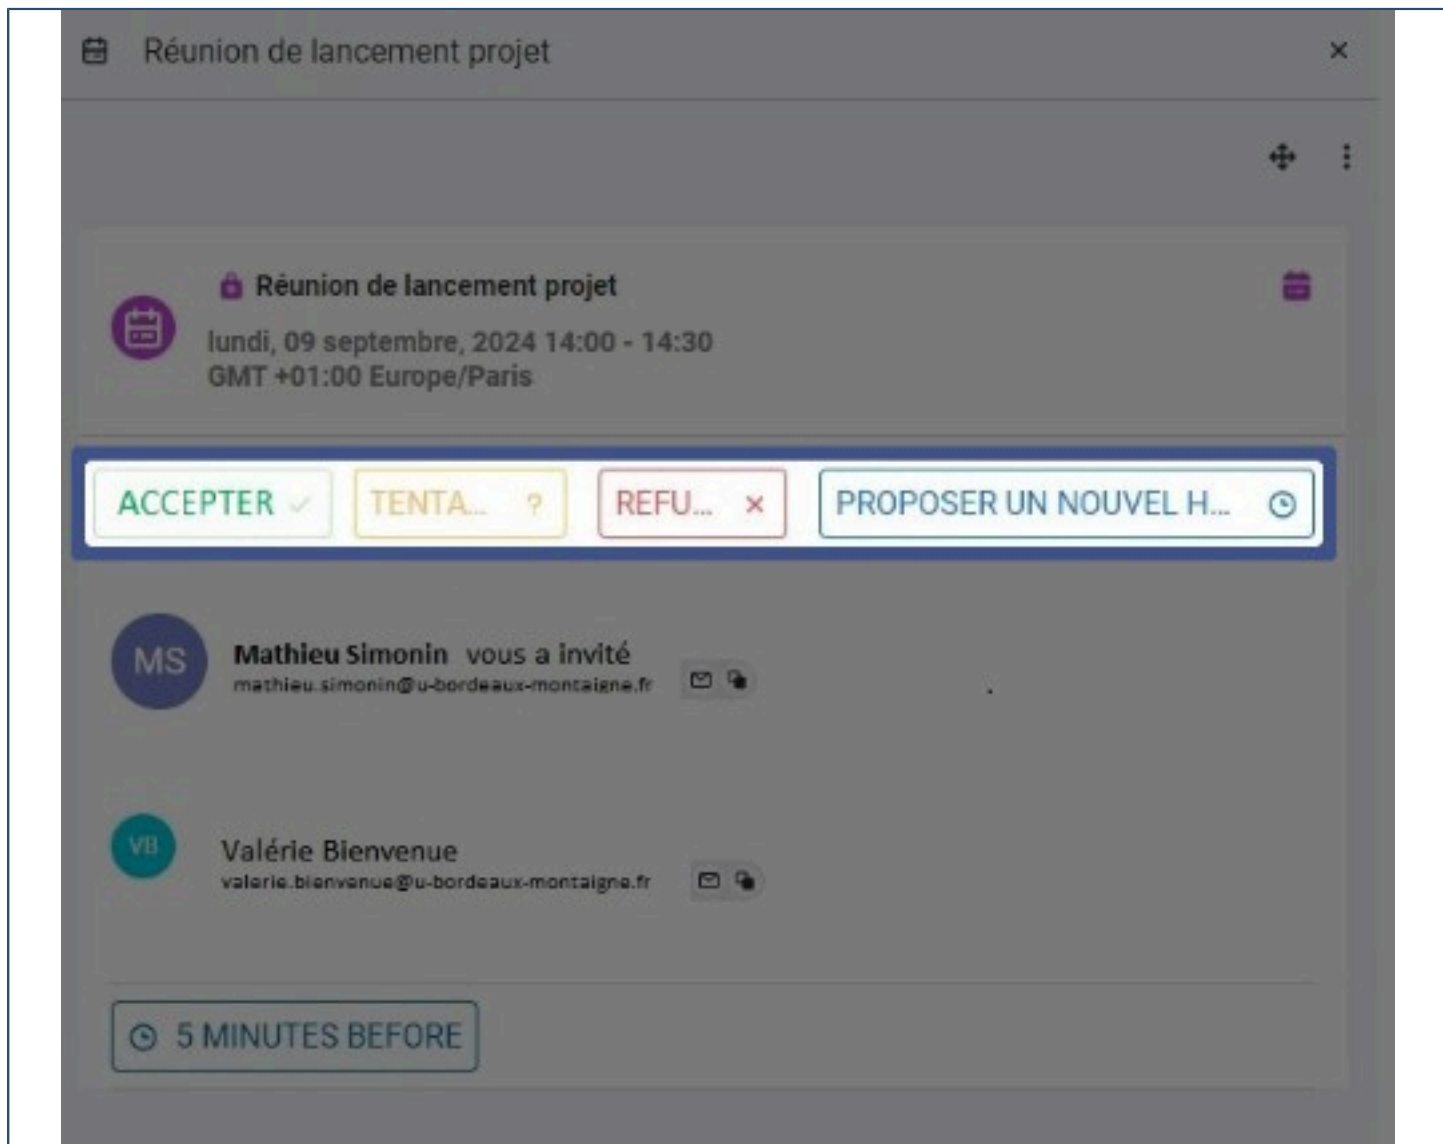 Réunion de lancement projet
Réunion de lancement projet
lundi, 09 septembre, 2024 14:00 - 14:30
GMT +01:00 Europe/Paris
ACCEPTER TENTA... ? REFU... PROPOSER UN NOUVEL H...
MS
Mathieu Simonin vous a invité
mathieu.simonin@u-bordeaux-montaigne.fr
VB
Valérie Bienvenue
valerie.bienvenue@u-bordeaux-montaigne.fr
5 MINUTES BEFORE